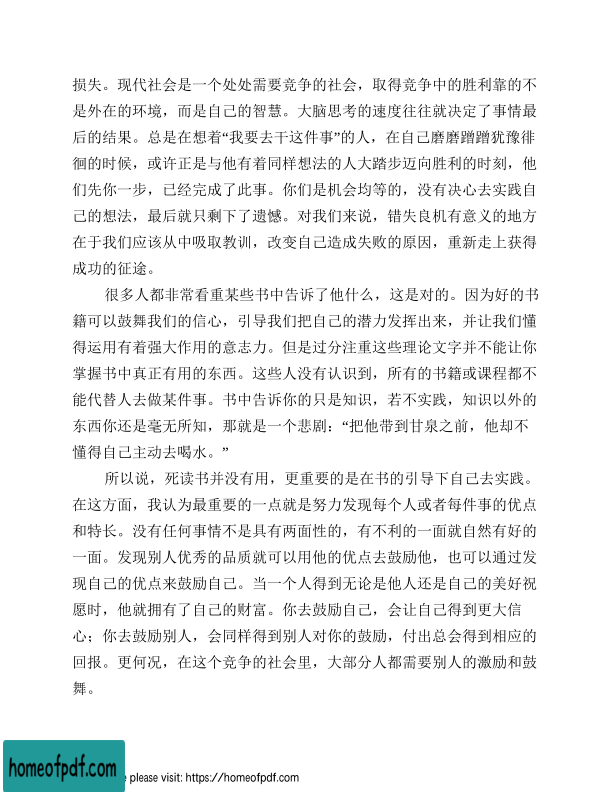 损失。现代社会是一个处处需要竞争的社会，取得竞争中的胜利靠的不
是外在的环境，而是自己的智慧。大脑思考的速度往往就决定了事情最
后的结果。总是在想着“我要去干这件事”的人，在自己磨磨蹭蹭犹豫徘
徊的时候，或许正是与他有着同样想法的人大踏步迈向胜利的时刻，他
们先你一步，已经完成了此事。你们是机会均等的，没有决心去实践自
己的想法，最后就只剩下了遗憾。对我们来说，错失良机有意义的地方
在于我们应该从中吸取教训，改变自己造成失败的原因，重新走上获得
成功的征途。
很多人都非常看重某些书中告诉了他什么，这是对的。因为好的书
籍可以鼓舞我们的信心，引导我们把自己的潜力发挥出来，并让我们懂
得运用有着强大作用的意志力。但是过分注重这些理论文字并不能让你
掌握书中真正有用的东西。这些人没有认识到，所有的书籍或课程都不
能代替人去做某件事。书中告诉你的只是知识，若不实践，知识以外的
东西你还是毫无所知，那就是一个悲剧：“把他带到甘泉之前，他却不
懂得自己主动去喝水。”
所以说，死读书并没有用，更重要的是在书的引导下自己去实践。
在这方面，我认为最重要的一点就是努力发现每个人或者每件事的优点
和特长。没有任何事情不是具有两面性的，有不利的一面就自然有好的
一面。发现别人优秀的品质就可以用他的优点去鼓励他，也可以通过发
现自己的优点来鼓励自己。当一个人得到无论是他人还是自己的美好祝
愿时，他就拥有了自己的财富。你去鼓励自己，会让自己得到更大信
心；你去鼓励别人，会同样得到别人对你的鼓励，付出总会得到相应的
回报。更何况，在这个竞争的社会里，大部分人都需要别人的激励和鼓
舞。
homeofpdf.com
e please visit: https://homeofpdf.com